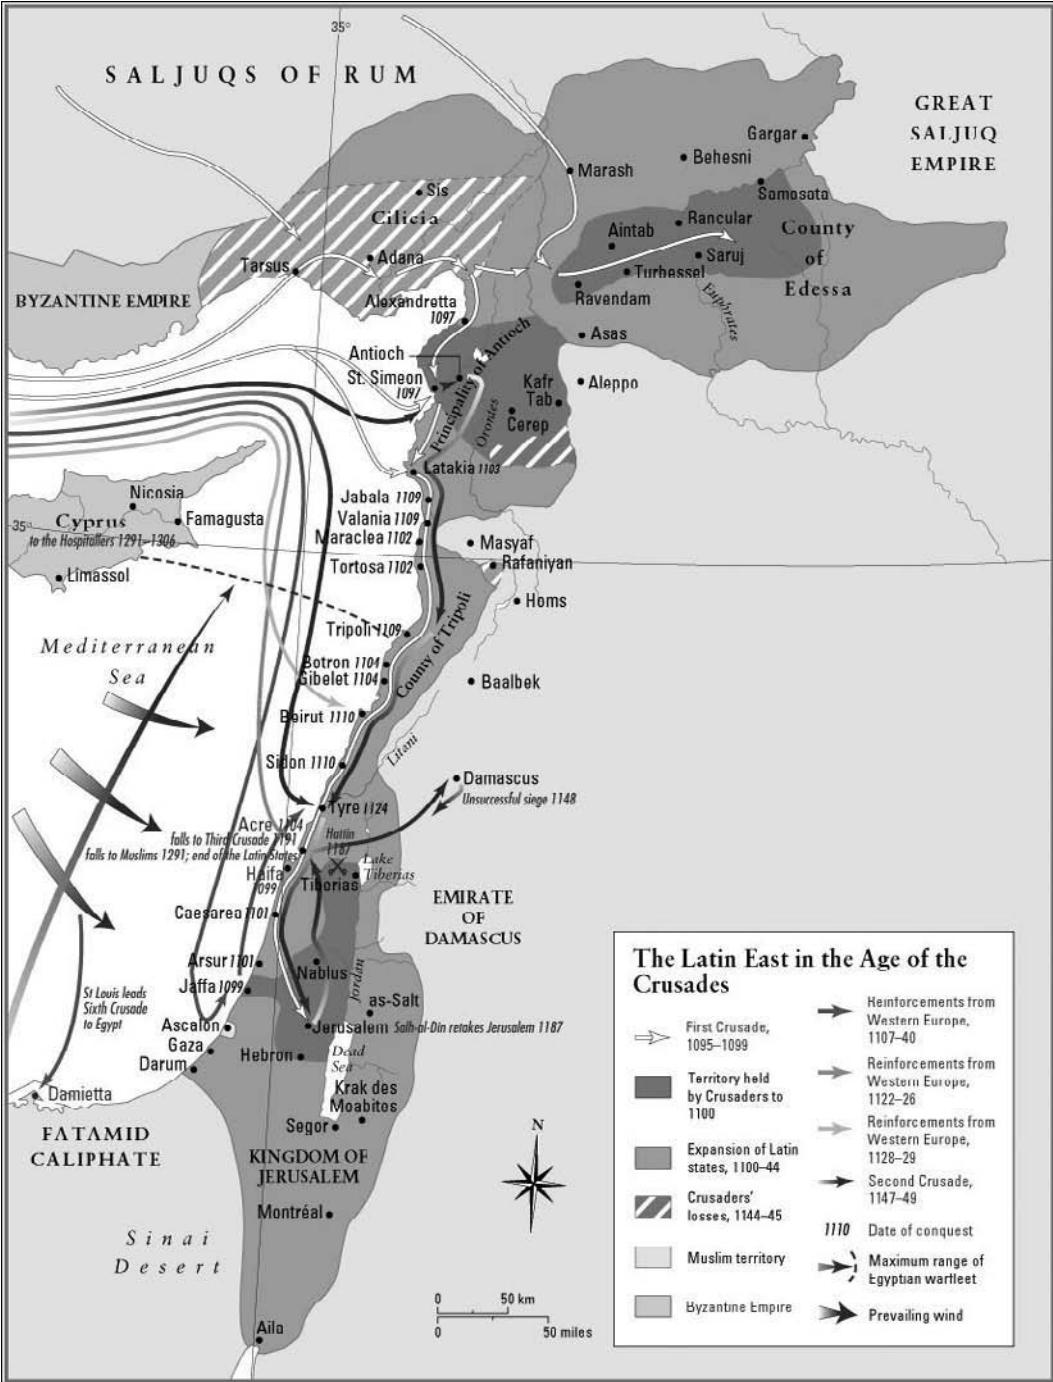 35°
SALJUQS OF RUM
GREAT
SALJUQ
EMPIRE
Gargar
Behesni
Marash
Samosata
Sis
Cilicia
Rancular
Aintab
County
of
Edessa
Tarsus
Adana
Saruj
Turbessel
Ravendam
Euphrates
BYZANTINE EMPIRE
Alexandretta
1097
Asas
Antioch
St. Simeon
1097
Principality of Antioch
Kafr
Tab
Aleppo
Orontes
Cerep
Latakia 1103
Nicosia
Jabala 1109
Valania 1109
35°
Cyprus
Famagusta
to the Hospitallers 1291–1306
Maraclea 1102
Masyaf
Rafaniyan
Limassol
Tortosa 1102
Homs
Mediterranean
Sea
Tripoli 1109
County of Tripoli
Botron 1104
Gibelet 1104
Baalbek
Beirut 1110
Litani
Sidon 1110
Damascus
Unsuccessful siege 1148
Tyre 1124
Acre 1104
falls to Third Crusade 1191
falls to Muslims 1291; end of the Latin States
Hattin
1187
Haifa
1099
Lake
Tiberias
Tiberias
EMIRATE
OF
DAMASCUS
Caesarea 1101
Arsur 1101
Nablus
Jordan
Jaffa 1099
St Louis leads
Sixth Crusade
to Egypt
as-Salt
Ascalon
Jerusalem Salh-al-Din retakes Jerusalem 1187
Gaza
Hebron
Dead
Sea
Darum
Damietta
Krak des
Moabitos
Segor
FATAMID
CALIPHATE
KINGDOM OF
JERUSALEM
Montréal
Sinai
Desert
Aila
N
0 50 km
0 50 miles
The Latin East in the Age of the
Crusades
First Crusade,
1095–1099
Territory held
by Crusaders to
1100
Expansion of Latin
states, 1100–44
Crusaders'
losses, 1144–45
Muslim territory
Byzantine Empire
Reinforcements from
Western Europe,
1107–40
Reinforcements from
Western Europe,
1122–26
Reinforcements from
Western Europe,
1128–29
Second Crusade,
1147–49
1110 Date of conquest
Maximum range of
Egyptian warfleet
Prevailing wind